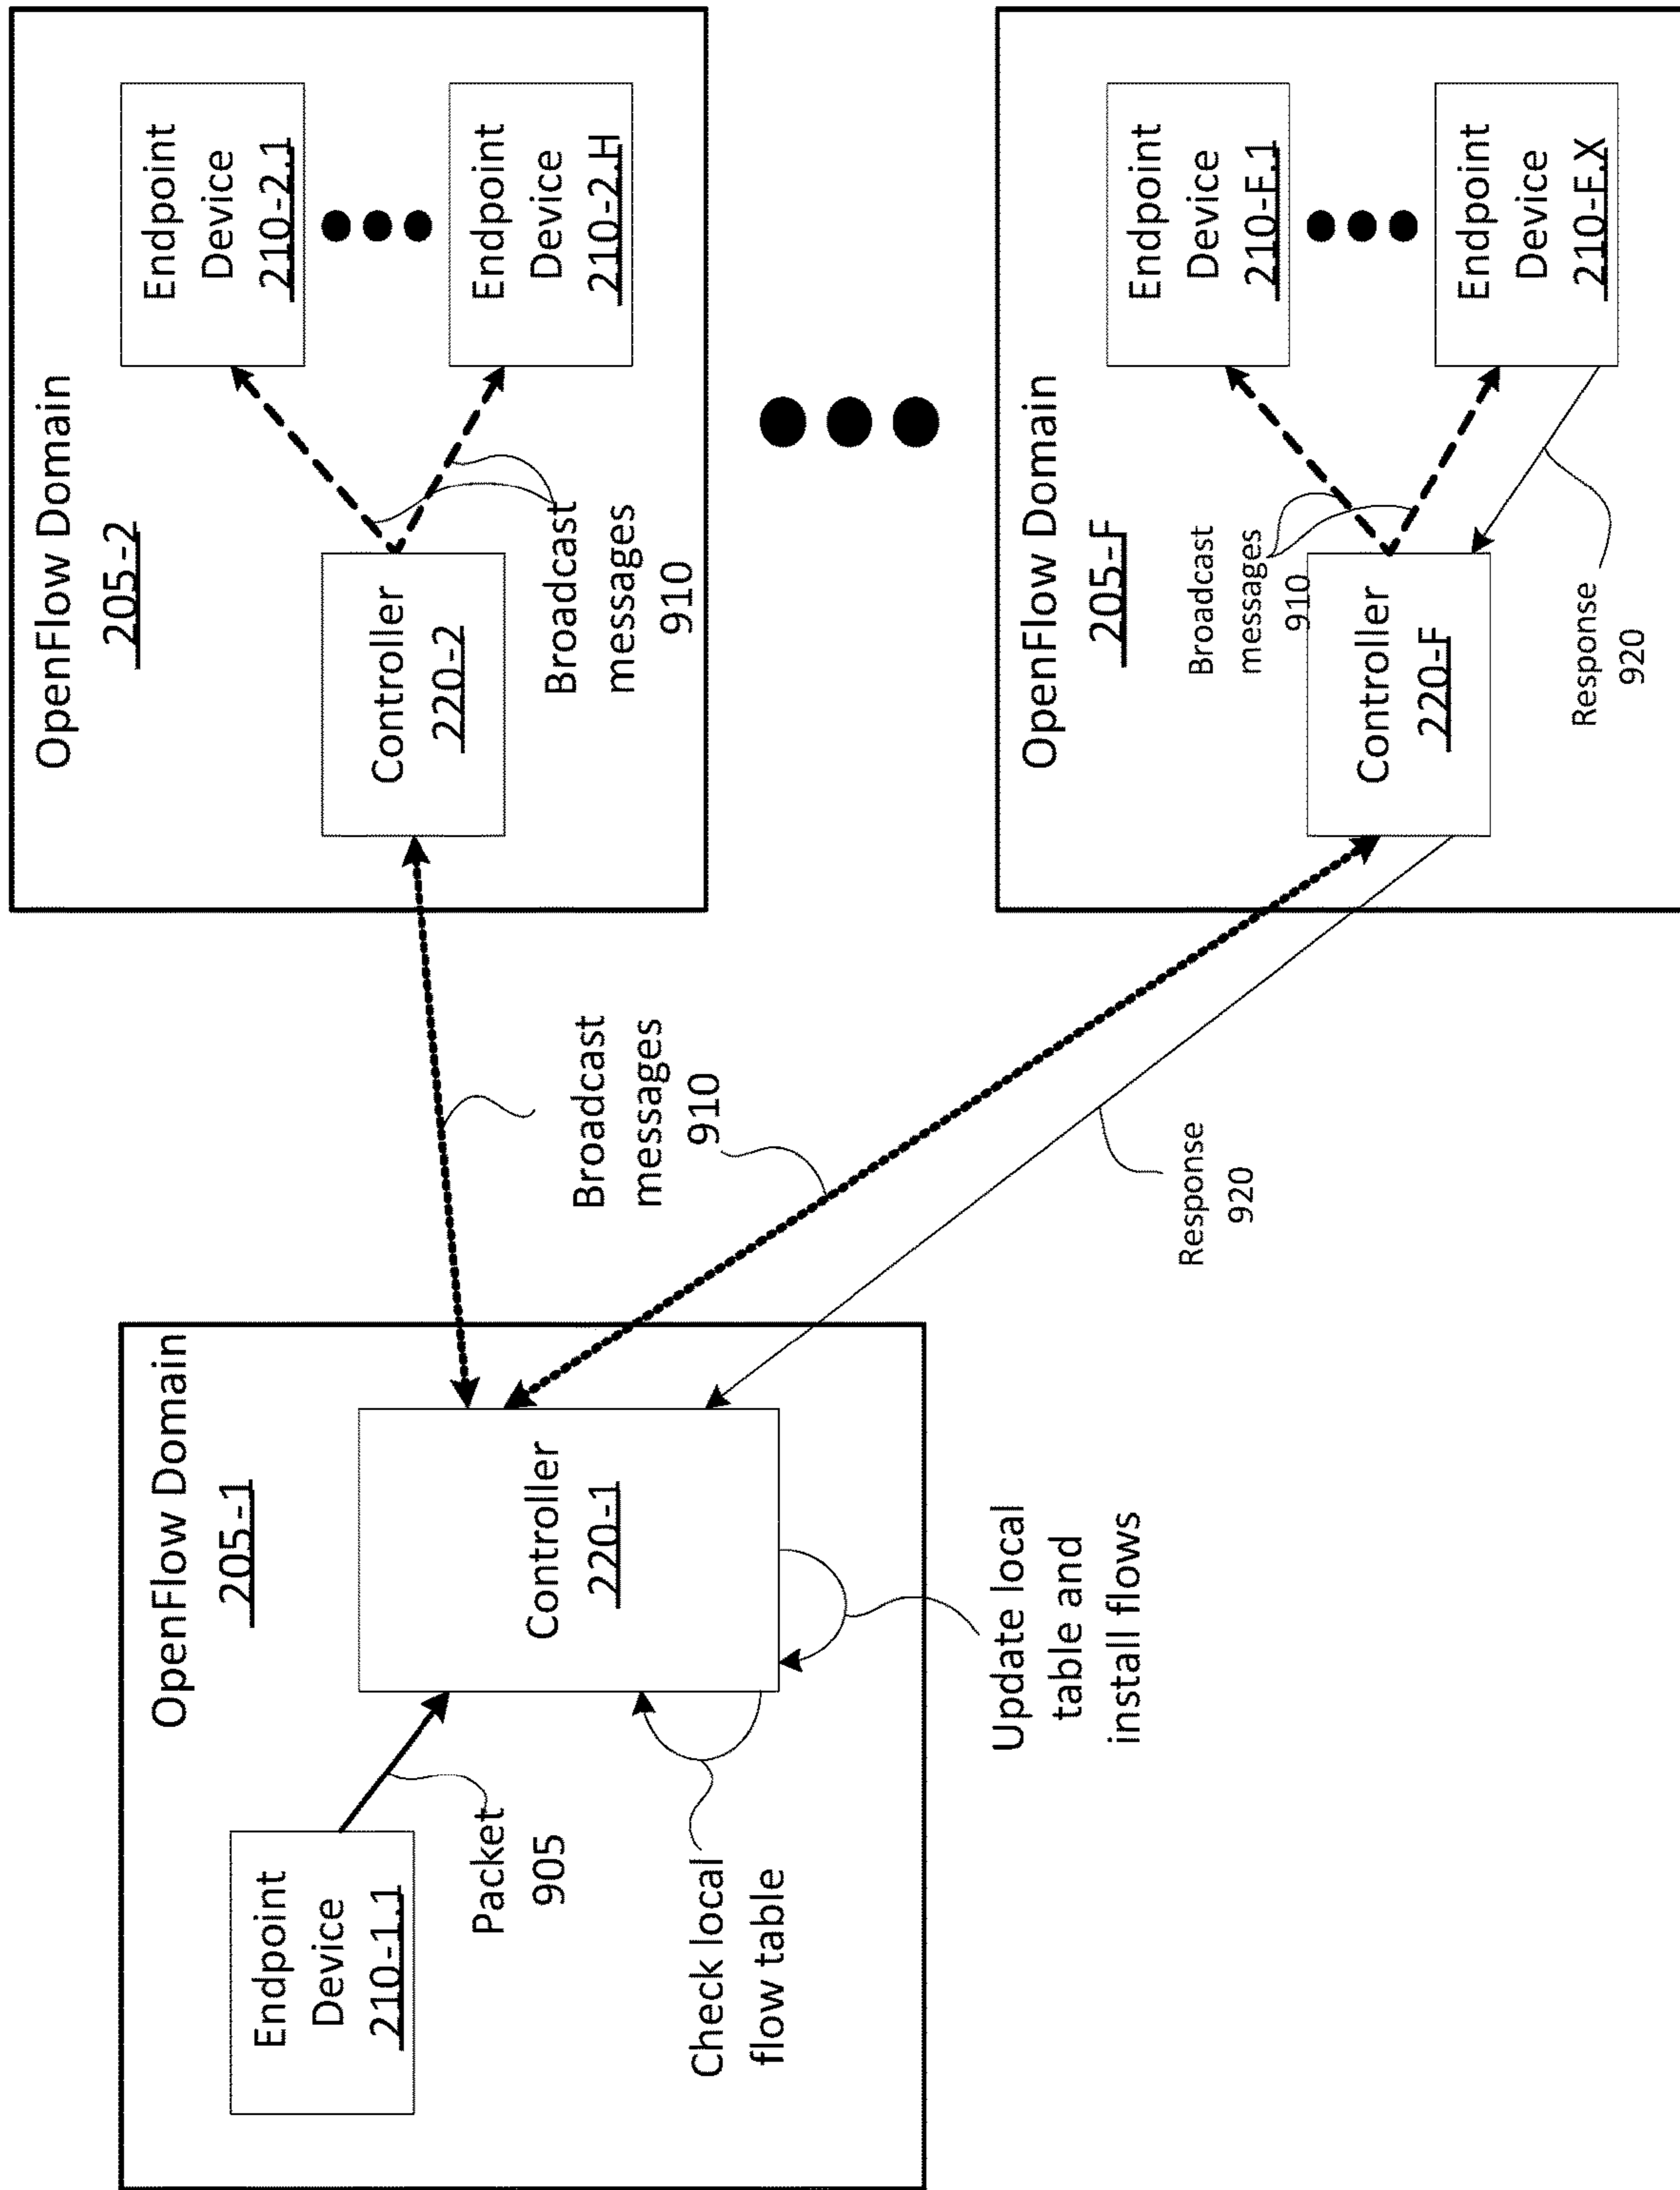 OpenFlow Domain
205-1
Endpoint
Device
210-1.1
Packet
905
Controller
220-1
Check local
flow table
Update local
table and
install flows
Broadcast
messages
910
Response
920
OpenFlow Domain
205-2
Controller
220-2
Broadcast
messages
910
Endpoint
Device
210-2.1
Endpoint
Device
210-2.H
OpenFlow Domain
205-F
Broadcast
messages
910
Controller
220-F
Response
920
Endpoint
Device
210-F.1
Endpoint
Device
210-F.X